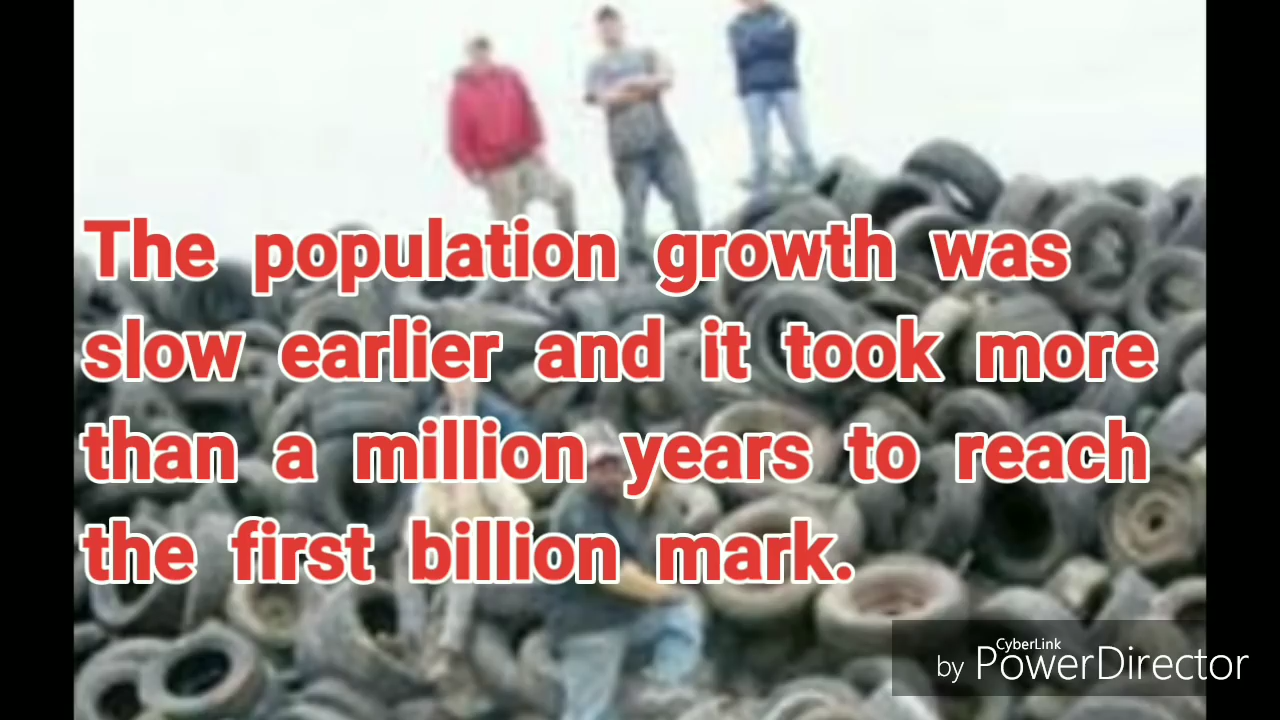 The population growth was
slow earlier and it took more
than a million years to reach
the first billion mark.
CyberLink
by PowerDirector